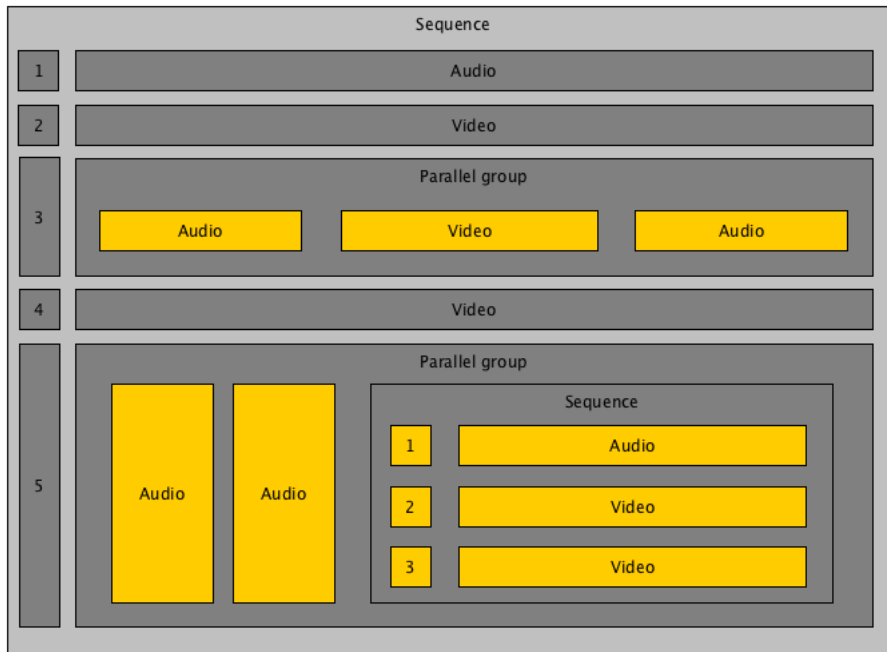 Sequence
1 Audio
2 Video
Parallel group
3
Audio Video Audio
4 Video
Parallel group
Sequence
1 Audio
5 Audio Audio
2 Video
3 Video